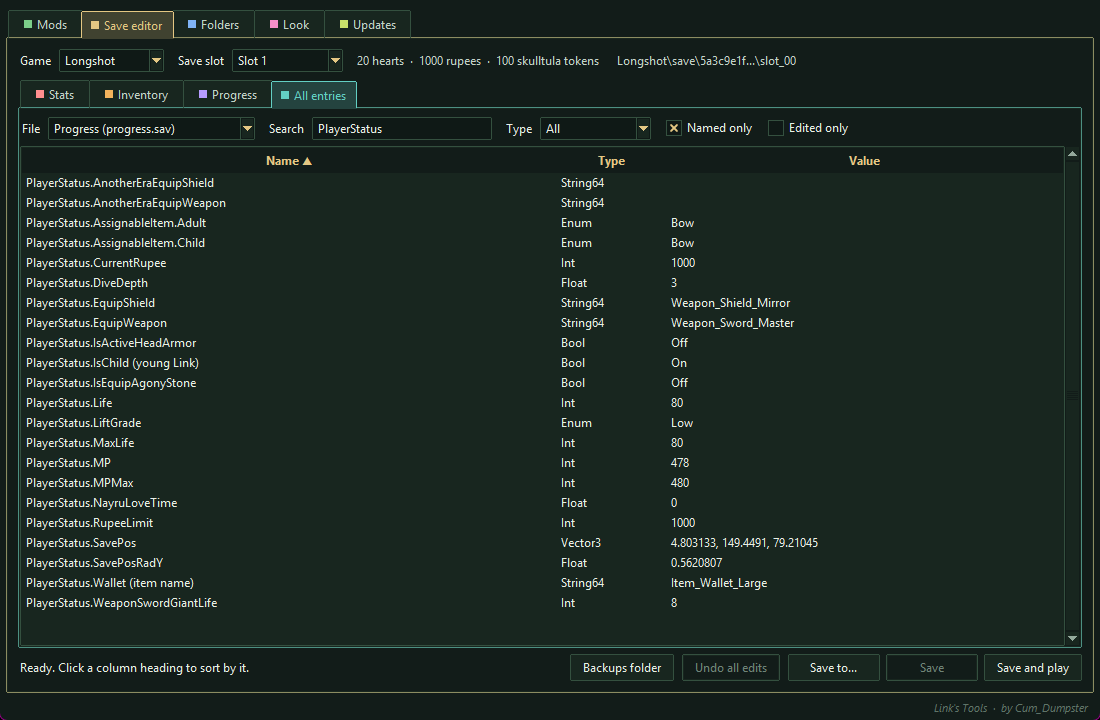 Mods Save editor Folders Look Updates
Game Longshot Save slot Slot 1 20 hearts · 1000 rupees · 100 skulltula tokens Longshot\save\5a3c9e1f...\slot_00
Stats Inventory Progress All entries
File Progress (progress.sav) Search PlayerStatus Type All Named only Edited only
Name ▲ Type Value
PlayerStatus.AnotherEraEquipShield String64
PlayerStatus.AnotherEraEquipWeapon String64
PlayerStatus.AssignableItem.Adult Enum Bow
PlayerStatus.AssignableItem.Child Enum Bow
PlayerStatus.CurrentRupee Int 1000
PlayerStatus.DiveDepth Float 3
PlayerStatus.EquipShield String64 Weapon_Shield_Mirror
PlayerStatus.EquipWeapon String64 Weapon_Sword_Master
PlayerStatus.IsActiveHeadArmor Bool Off
PlayerStatus.IsChild (young Link) Bool On
PlayerStatus.IsEquipAgonyStone Bool Off
PlayerStatus.Life Int 80
PlayerStatus.LiftGrade Enum Low
PlayerStatus.MaxLife Int 80
PlayerStatus.MP Int 478
PlayerStatus.MPMax Int 480
PlayerStatus.NayruLoveTime Float 0
PlayerStatus.RupeeLimit Int 1000
PlayerStatus.SavePos Vector3 4.803133, 149.4491, 79.21045
PlayerStatus.SavePosRadY Float 0.5620807
PlayerStatus.Wallet (item name) String64 Item_Wallet_Large
PlayerStatus.WeaponSwordGiantLife Int 8
Ready. Click a column heading to sort by it. Backups folder Undo all edits Save to... Save Save and play
Link's Tools · by Cum_Dumpster